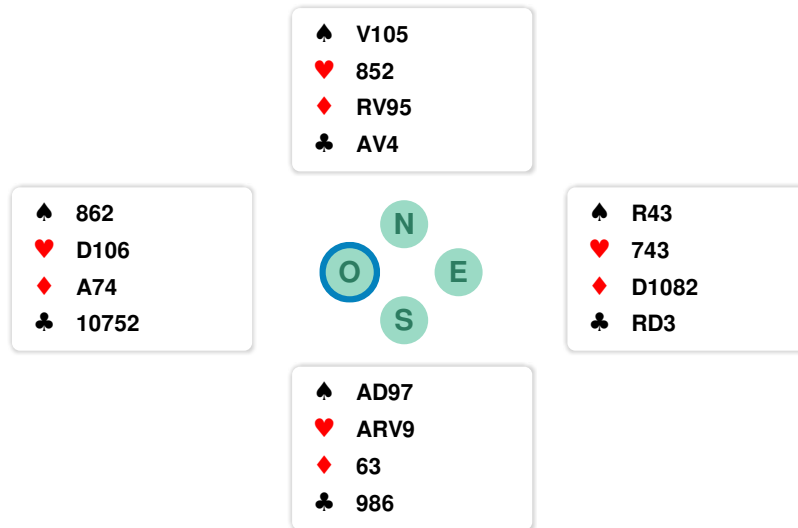 ♠ V105
♥ 852
♦ RV95
♣ AV4
♠ 862
♥ D106
♦ A74
♣ 10752
N
O E
S
♠ R43
♥ 743
♦ D1082
♣ RD3
♠ AD97
♥ ARV9
♦ 63
♣ 986